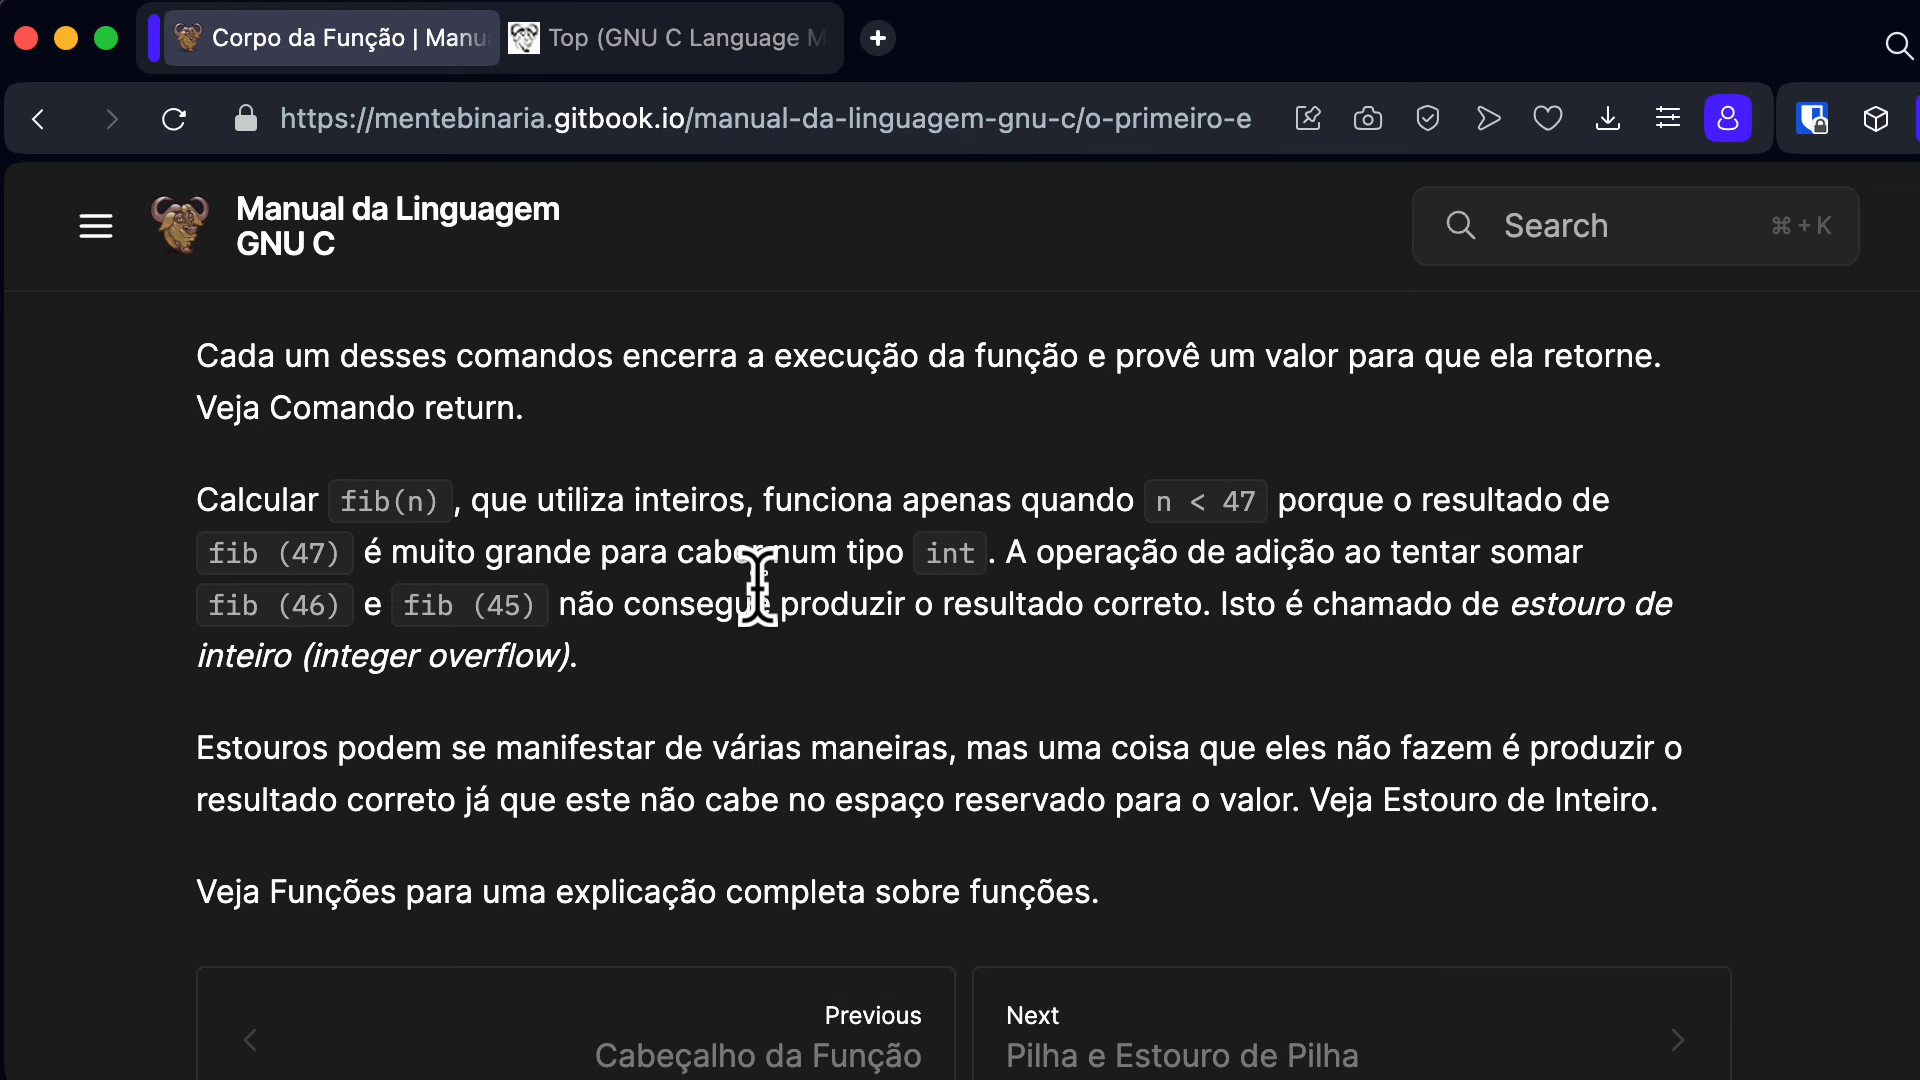 Corpo da Função | Manu
Top (GNU C Language M
https://mentebinaria.gitbook.io/manual-da-linguagem-gnu-c/o-primeiro-e
Manual da Linguagem
GNU C
Search
⌘ + K
Cada um desses comandos encerra a execução da função e provê um valor para que ela retorne.
Veja Comando return.
Calcular fib(n), que utiliza inteiros, funciona apenas quando n < 47 porque o resultado de
fib (47) é muito grande para caber num tipo int. A operação de adição ao tentar somar
fib (46) e fib (45) não consegue produzir o resultado correto. Isto é chamado de estouro de
inteiro (integer overflow).
Estouros podem se manifestar de várias maneiras, mas uma coisa que eles não fazem é produzir o
resultado correto já que este não cabe no espaço reservado para o valor. Veja Estouro de Inteiro.
Veja Funções para uma explicação completa sobre funções.
Previous
Cabeçalho da Função
Next
Pilha e Estouro de Pilha